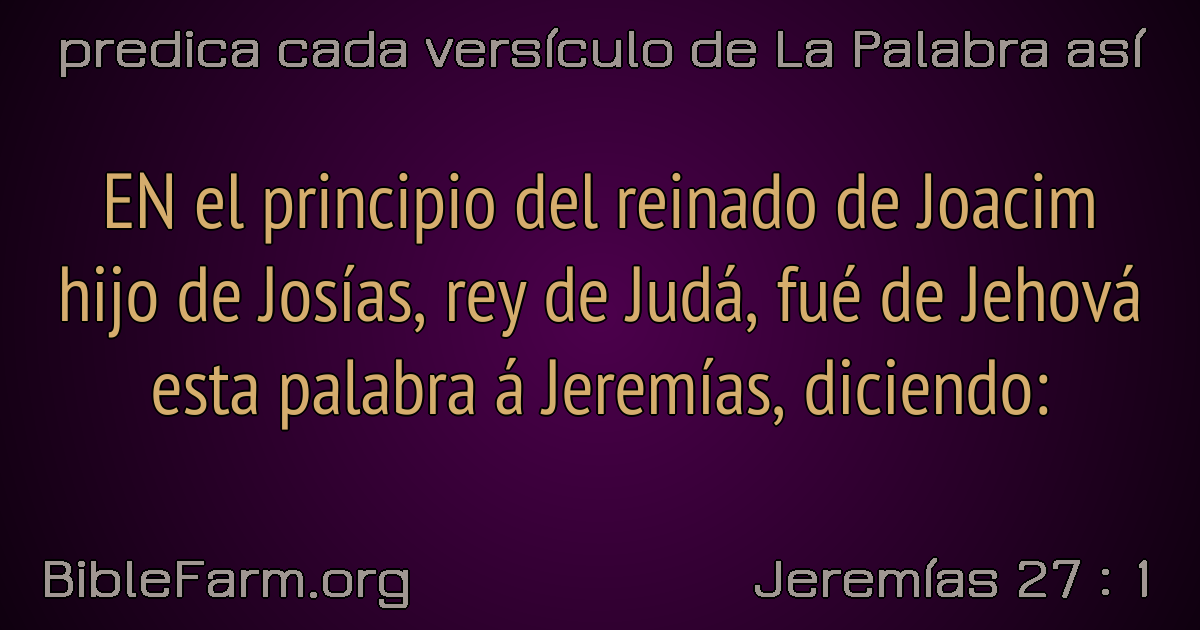 predica cada versículo de La Palabra así
EN el principio del reinado de Joacim
hijo de Josías, rey de Judá, fué de Jehová
esta palabra á Jeremías, diciendo:
BibleFarm.org
Jeremías 27 : 1